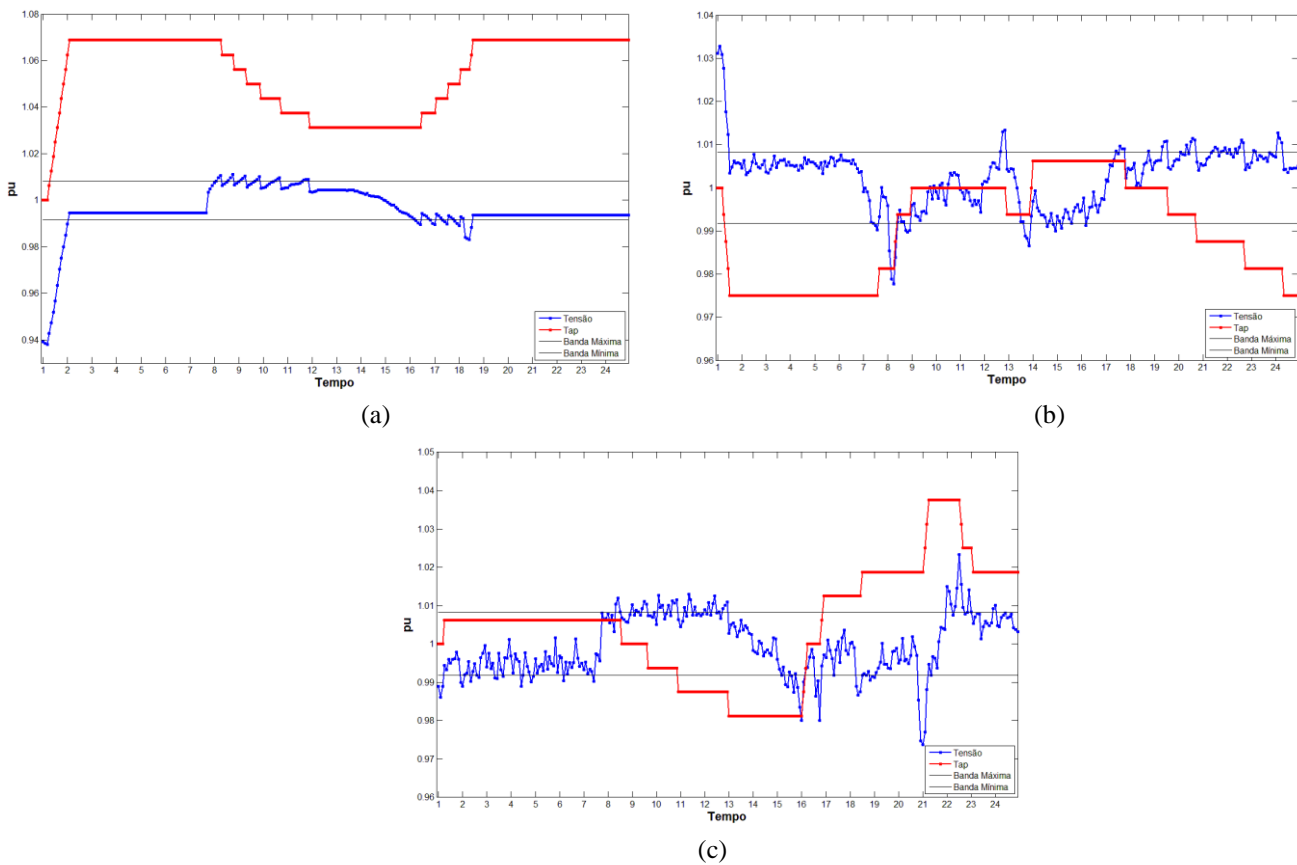 1.08
1.06
1.04
1.02
1
0.98
0.96
0.94
pu
1 2 3 4 5 6 7 8 9 10 11 12 13 14 15 16 17 18 19 20 21 22 23 24
Tempo
Tensão
Tap
Banda Máxima
Banda Mínima
(a)
1.04
1.03
1.02
1.01
1
0.99
0.98
0.97
0.96
pu
1 2 3 4 5 6 7 8 9 10 11 12 13 14 15 16 17 18 19 20 21 22 23 24
Tempo
Tensão
Tap
Banda Máxima
Banda Mínima
(b)
1.05
1.04
1.03
1.02
1.01
1
0.99
0.98
0.97
0.96
pu
1 2 3 4 5 6 7 8 9 10 11 12 13 14 15 16 17 18 19 20 21 22 23 24
Tempo
Tensão
Tap
Banda Máxima
Banda Mínima
(c)